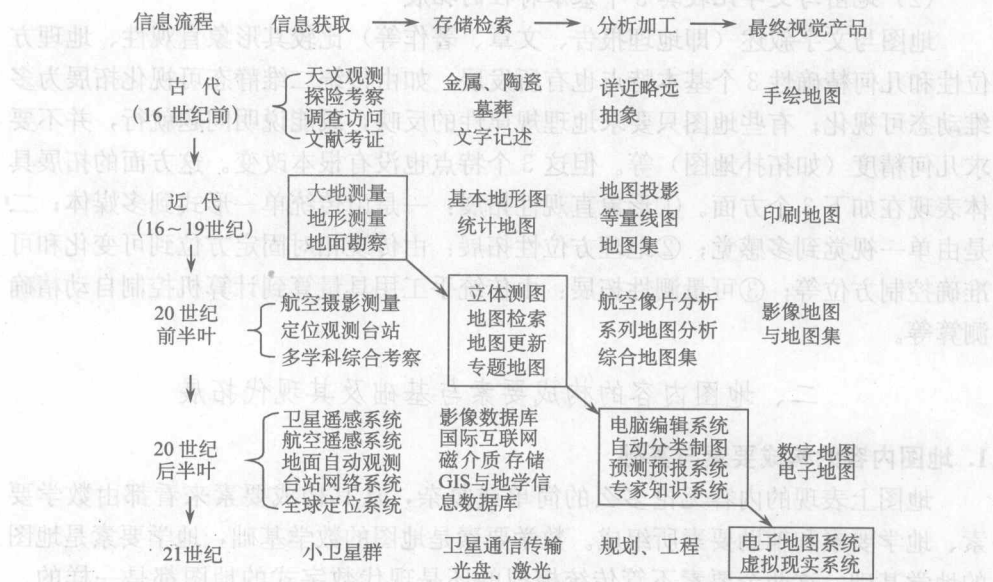 信息流程 信息获取 存储检索 分析加工 最终视觉产品
古 代
(16 世纪前)
天文观测
探险考察
调查访问
文献考证
金属、陶瓷
墓葬
文字记述
详近略远
抽象
手绘地图
近 代
(16~19世纪)
大地测量
地形测量
地面勘察
基本地形图
统计地图
地图投影
等量线图
地图集
印刷地图
20 世纪
前半叶
航空摄影测量
定位观测台站
多学科综合考察
立体测图
地图检索
地图更新
专题地图
航空像片分析
系列地图分析
综合地图集
影像地图
与地图集
20 世纪
后半叶
卫星遥感系统
航空遥感系统
地面自动观测
台站网络系统
全球定位系统
影像数据库
国际互联网
磁介质存储
GIS与地学信
息数据库
电脑编辑系统
自动分类制图
预测预报系统
专家知识系统
数字地图
电子地图
21世纪
小卫星群
卫星通信传输
光盘、激光
规划、工程
电子地图系统
虚拟现实系统